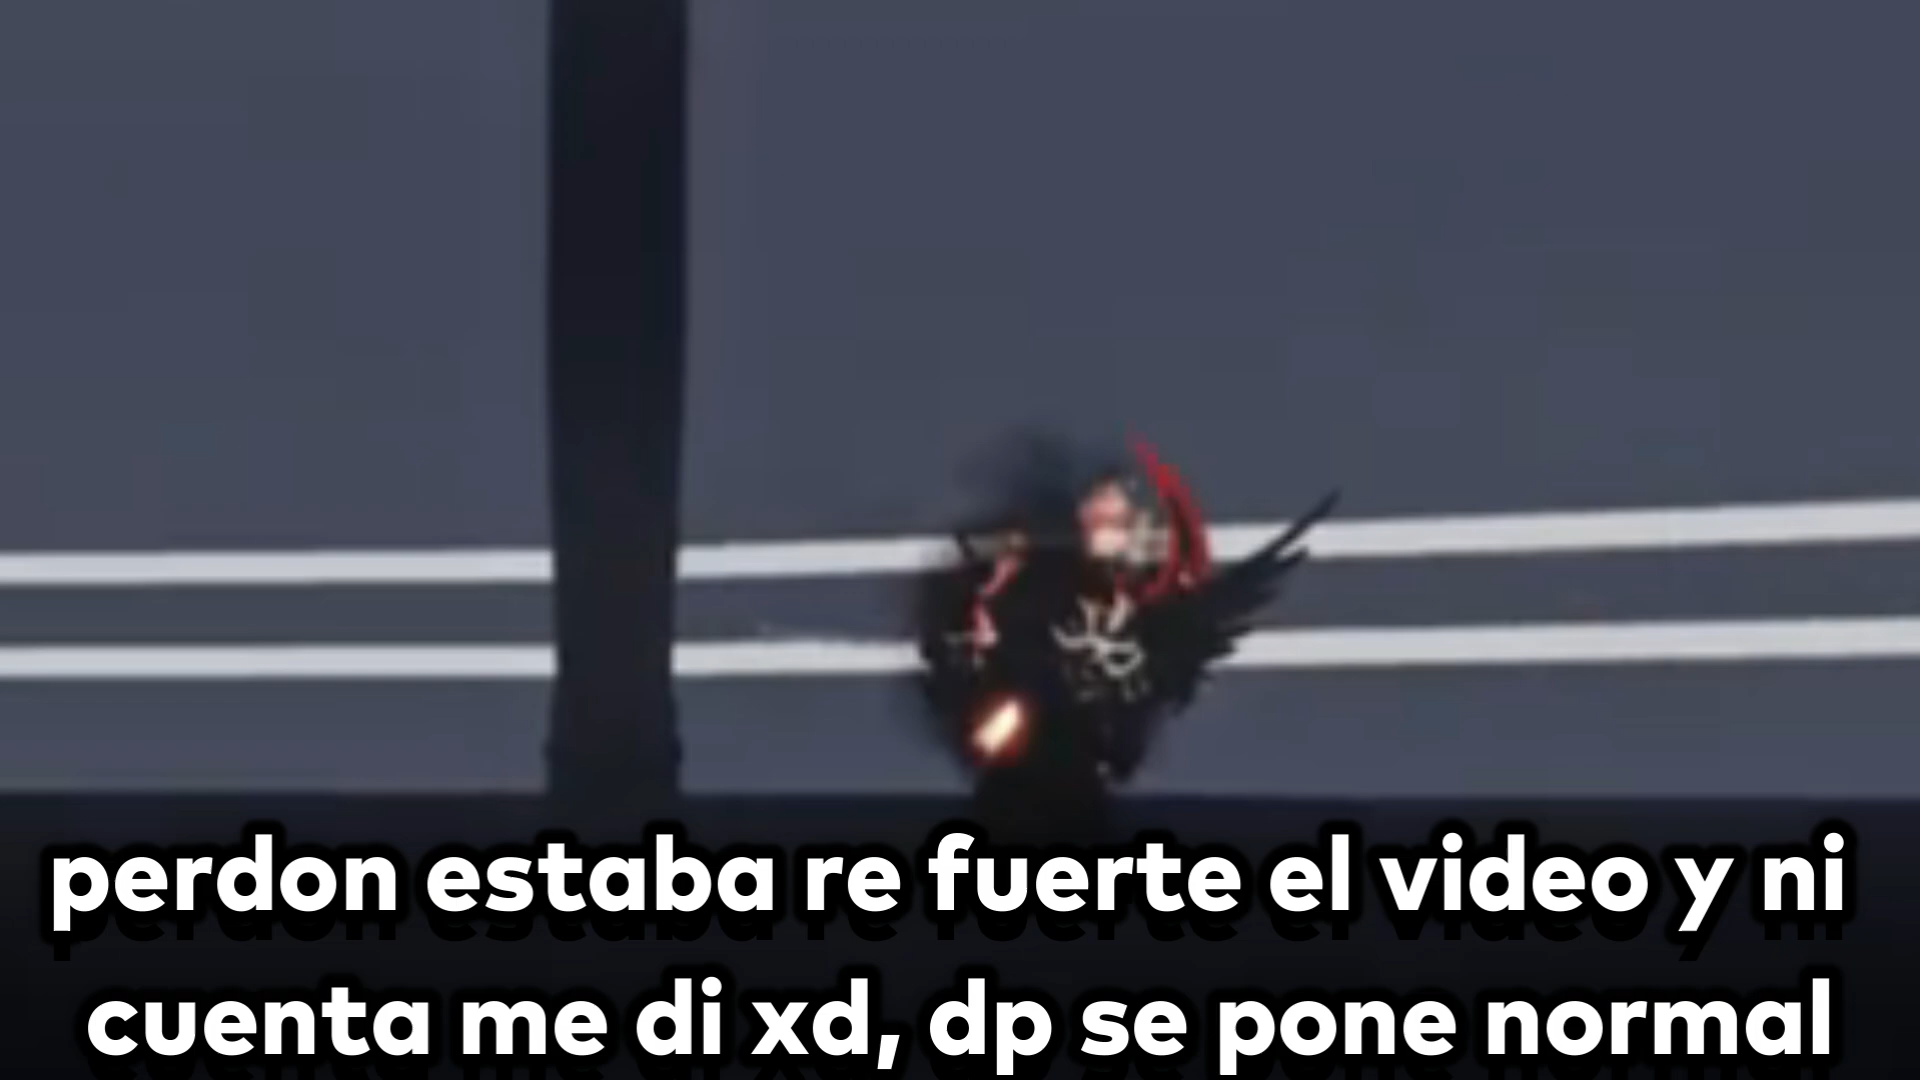 perdon estaba re fuerte el video y ni
cuenta me di xd, dp se pone normal